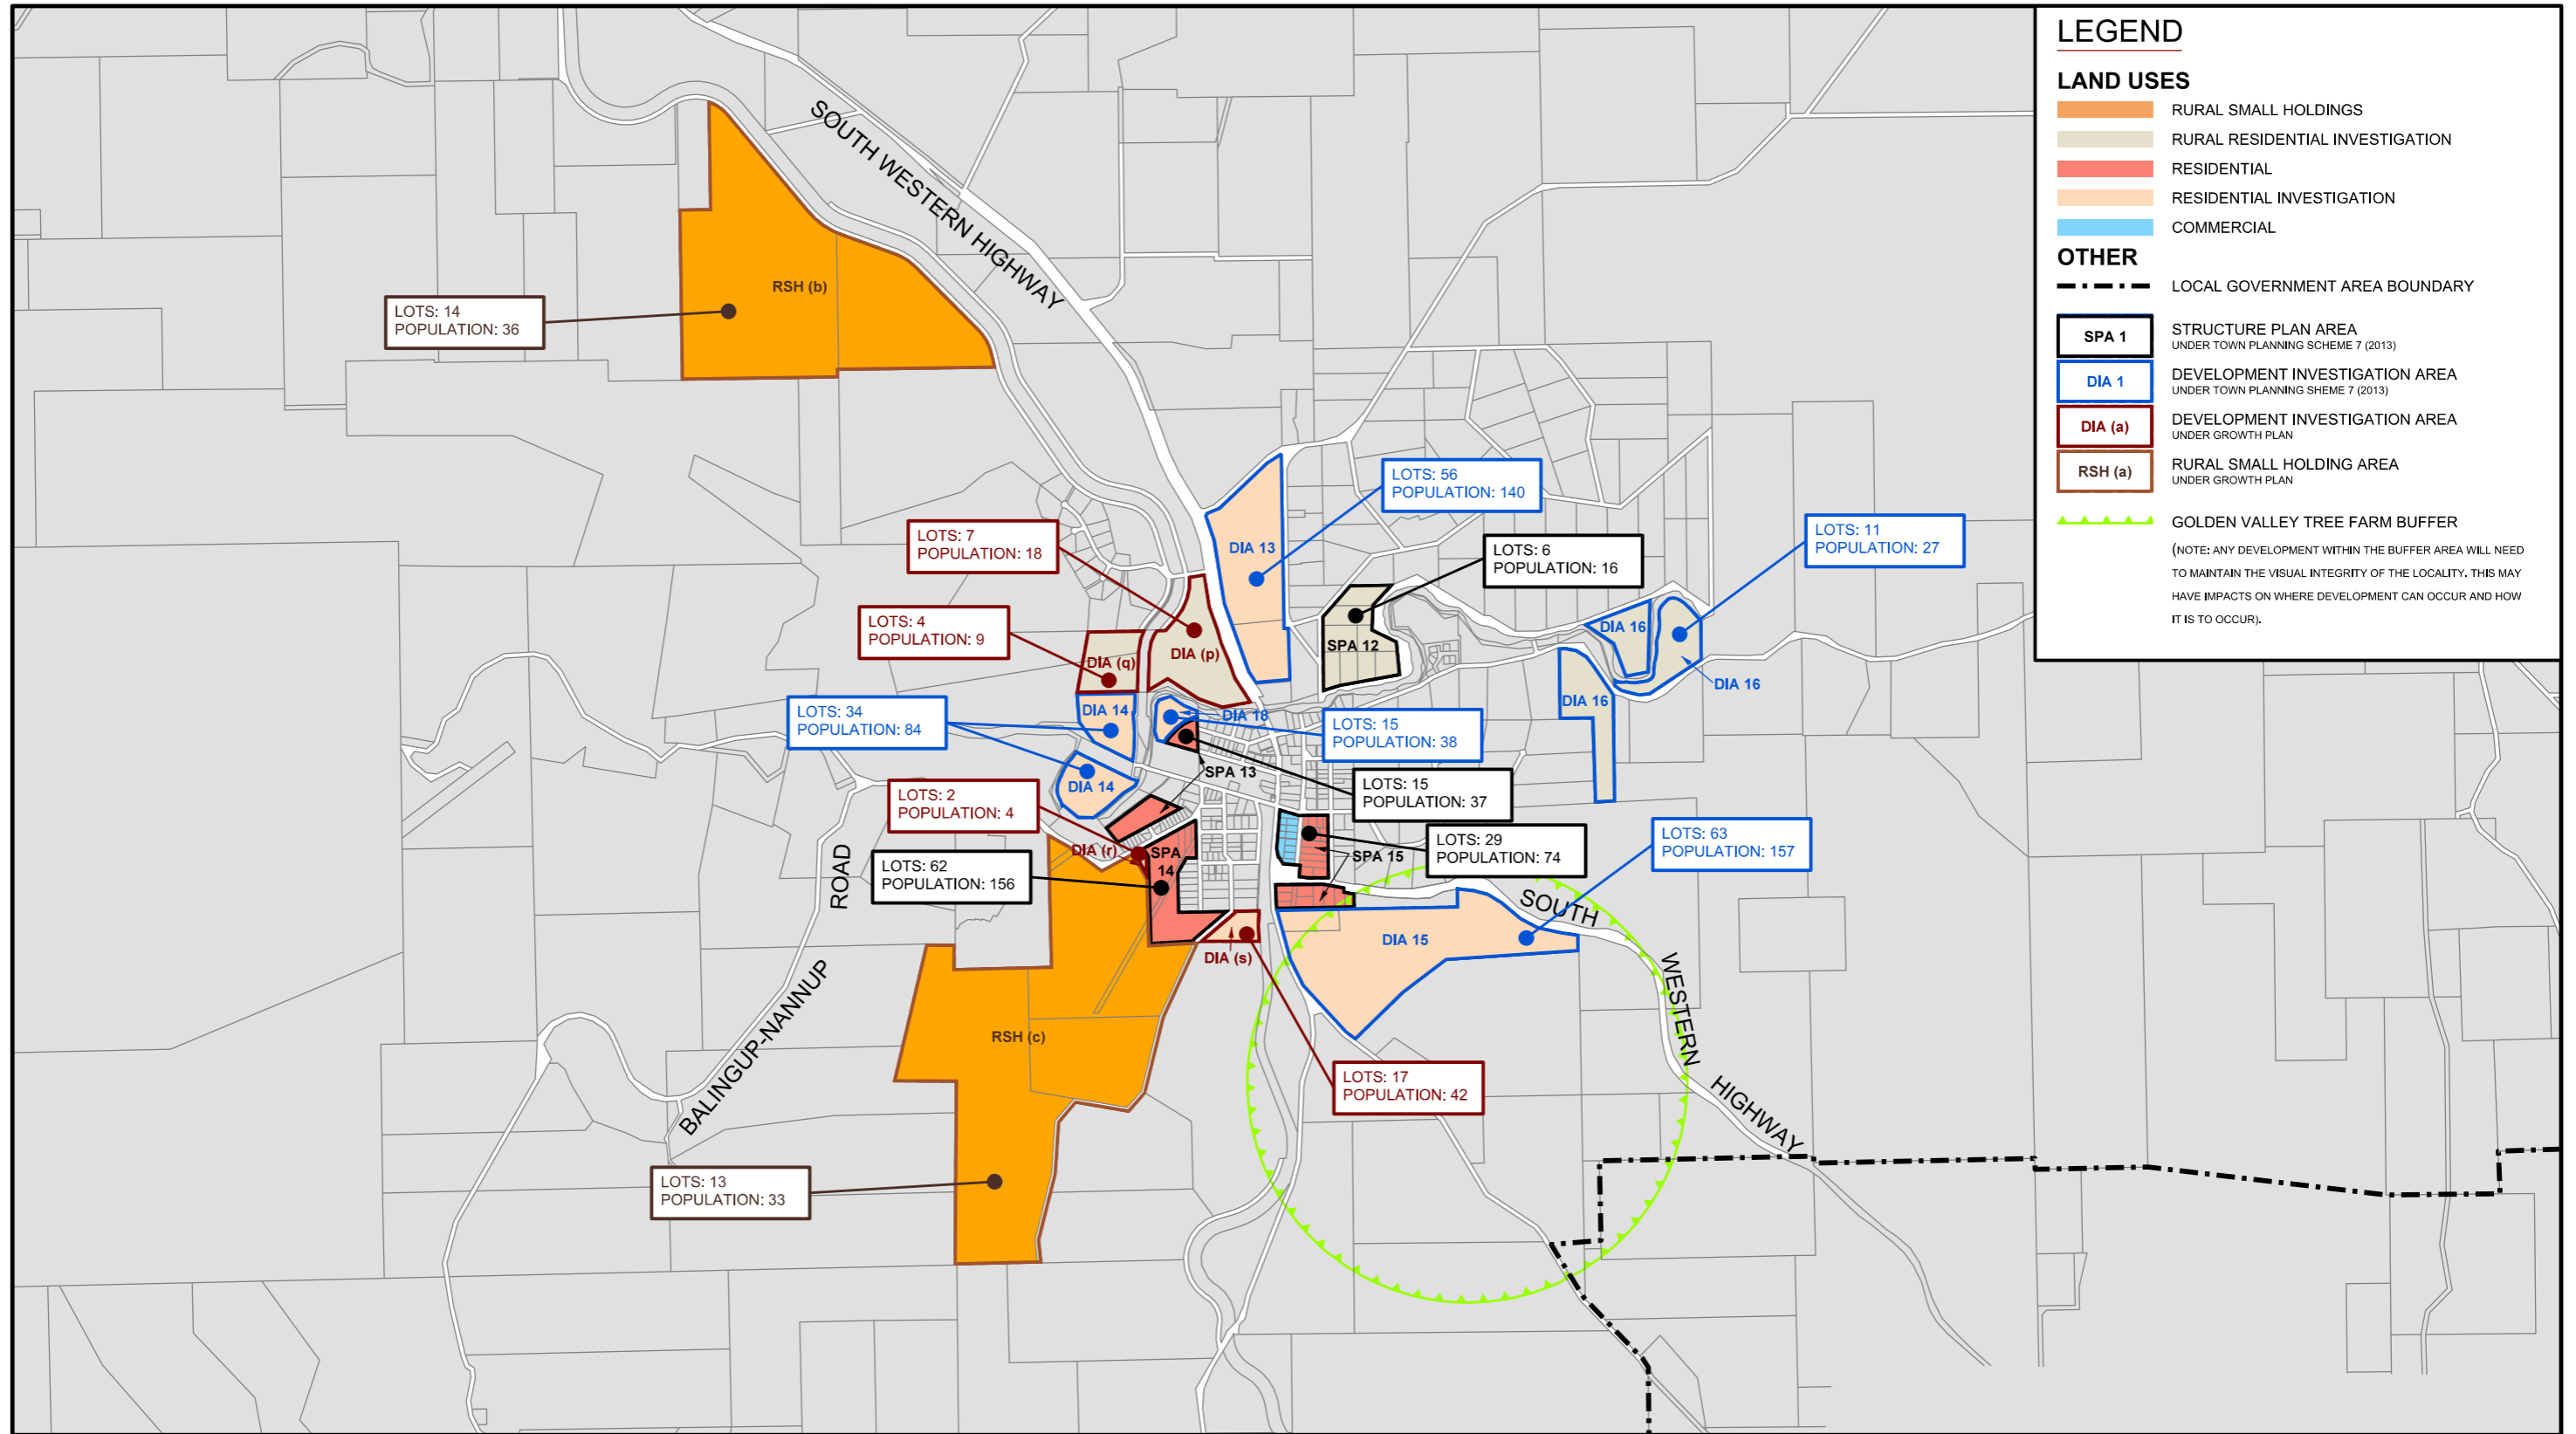 LEGEND
LAND USES
RURAL SMALL HOLDINGS
RURAL RESIDENTIAL INVESTIGATION
RESIDENTIAL
RESIDENTIAL INVESTIGATION
COMMERCIAL
OTHER
LOCAL GOVERNMENT AREA BOUNDARY
SPA 1
STRUCTURE PLAN AREA
UNDER TOWN PLANNING SCHEME 7 (2013)
DIA 1
DEVELOPMENT INVESTIGATION AREA
UNDER TOWN PLANNING SHEME 7 (2013)
DIA (a)
DEVELOPMENT INVESTIGATION AREA
UNDER GROWTH PLAN
RSH (a)
RURAL SMALL HOLDING AREA
UNDER GROWTH PLAN
GOLDEN VALLEY TREE FARM BUFFER
(NOTE: ANY DEVELOPMENT WITHIN THE BUFFER AREA WILL NEED
TO MAINTAIN THE VISUAL INTEGRITY OF THE LOCALITY. THIS MAY
HAVE IMPACTS ON WHERE DEVELOPMENT CAN OCCUR AND HOW
IT IS TO OCCUR).
SOUTH WESTERN HIGHWAY
RSH (b)
LOTS: 14
POPULATION: 36
LOTS: 56
POPULATION: 140
LOTS: 7
POPULATION: 18
DIA 13
LOTS: 6
POPULATION: 16
LOTS: 11
POPULATION: 27
LOTS: 4
POPULATION: 9
DIA (q)
DIA (p)
SPA 12
DIA 16
DIA 16
DIA 16
LOTS: 34
POPULATION: 84
DIA 14
DIA 18
LOTS: 15
POPULATION: 38
SPA 13
DIA 14
LOTS: 15
POPULATION: 37
LOTS: 2
POPULATION: 4
DIA (r)
SPA
14
LOTS: 29
POPULATION: 74
SPA 15
LOTS: 63
POPULATION: 157
LOTS: 62
POPULATION: 156
SOUTH
WESTERN
HIGHWAY
DIA 15
DIA (s)
BALINGUP-NANNUP
ROAD
RSH (c)
LOTS: 17
POPULATION: 42
LOTS: 13
POPULATION: 33